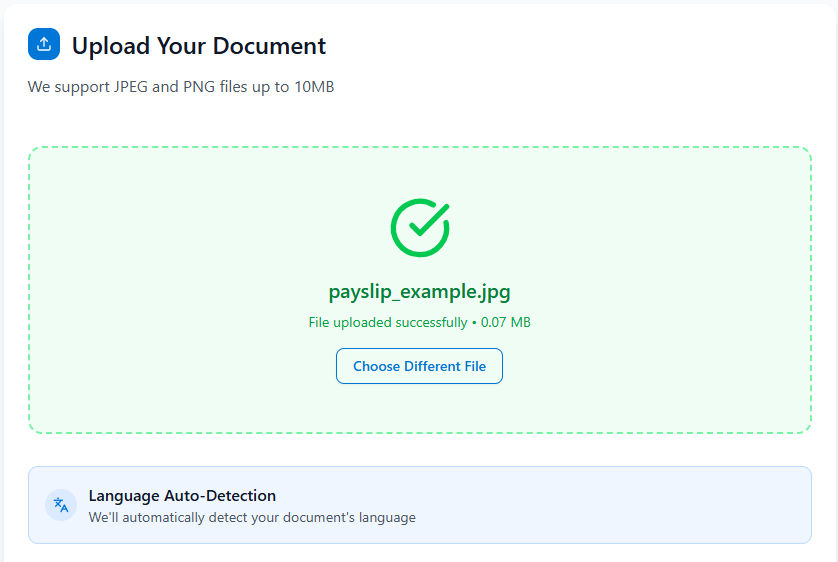 Upload Your Document
We support JPEG and PNG files up to 10MB
payslip_example.jpg
File uploaded successfully • 0.07 MB
Choose Different File
Language Auto-Detection
We'll automatically detect your document's language